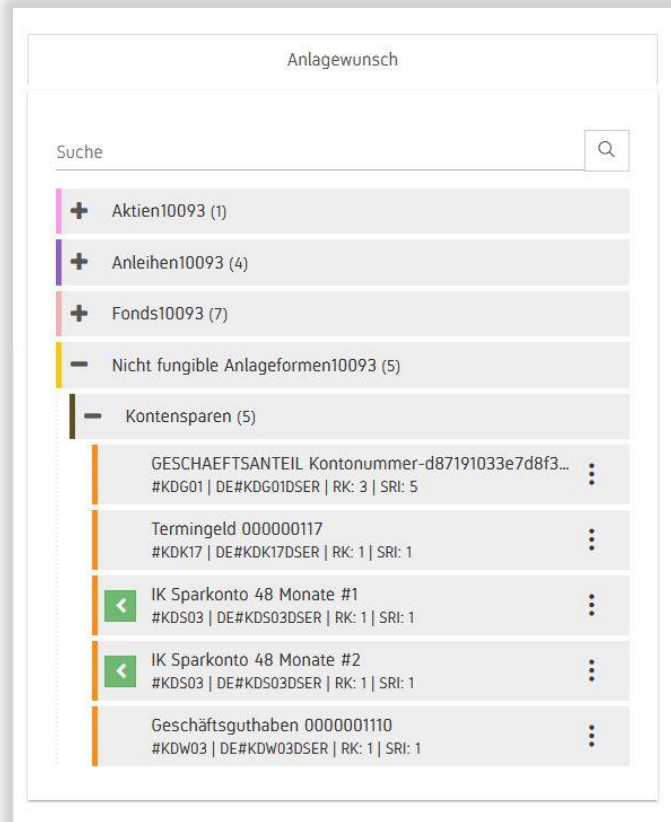 Anlagewunsch
Suche
Aktien10093 (1)
Anleihen10093 (4)
Fonds10093 (7)
Nicht fungible Anlageformen10093 (5)
Kontensparen (5)
GESCHAEFTSANTEIL Kontonummer-d87191033e7d8f3...
#KDG01 | DE#KDG01DSER | RK: 3 | SRI: 5
Termingeld 000000117
#KDK17 | DE#KDK17DSER | RK: 1 | SRI: 1
IK Sparkonto 48 Monate #1
#KDS03 | DE#KDS03DSER | RK: 1 | SRI: 1
IK Sparkonto 48 Monate #2
#KDS03 | DE#KDS03DSER | RK: 1 | SRI: 1
Geschäftsguthaben 0000001110
#KDW03 | DE#KDW03DSER | RK: 1 | SRI: 1